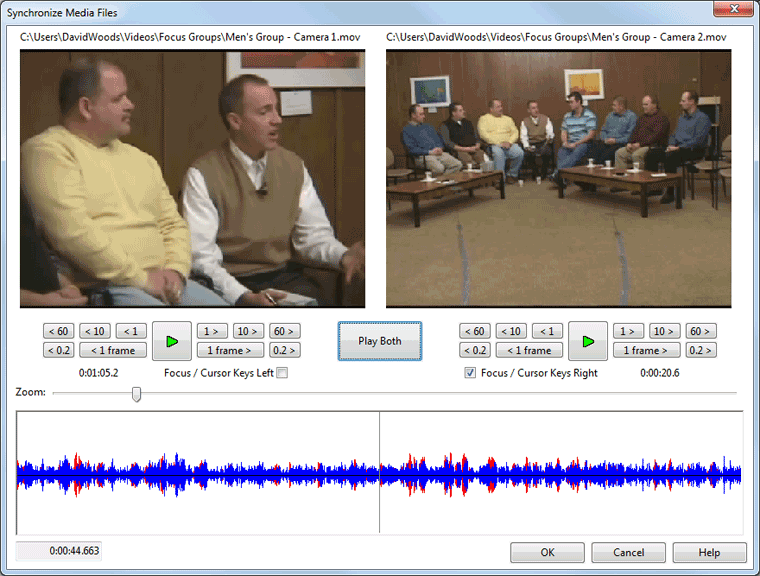 Synchronize Media Files
C:\Users\DavidWoods\Videos\Focus Groups\Men's Group - Camera 1.mov
C:\Users\DavidWoods\Videos\Focus Groups\Men's Group - Camera 2.mov
< 60 < 10 < 1 1 > 10 > 60 >
< 0.2 < 1 frame 1 frame > 0.2 >
0:01:05.2 Focus / Cursor Keys Left
Play Both
< 60 < 10 < 1 1 > 10 > 60 >
< 0.2 < 1 frame 1 frame > 0.2 >
Focus / Cursor Keys Right 0:00:20.6
Zoom:
0:00:44.663
OK Cancel Help